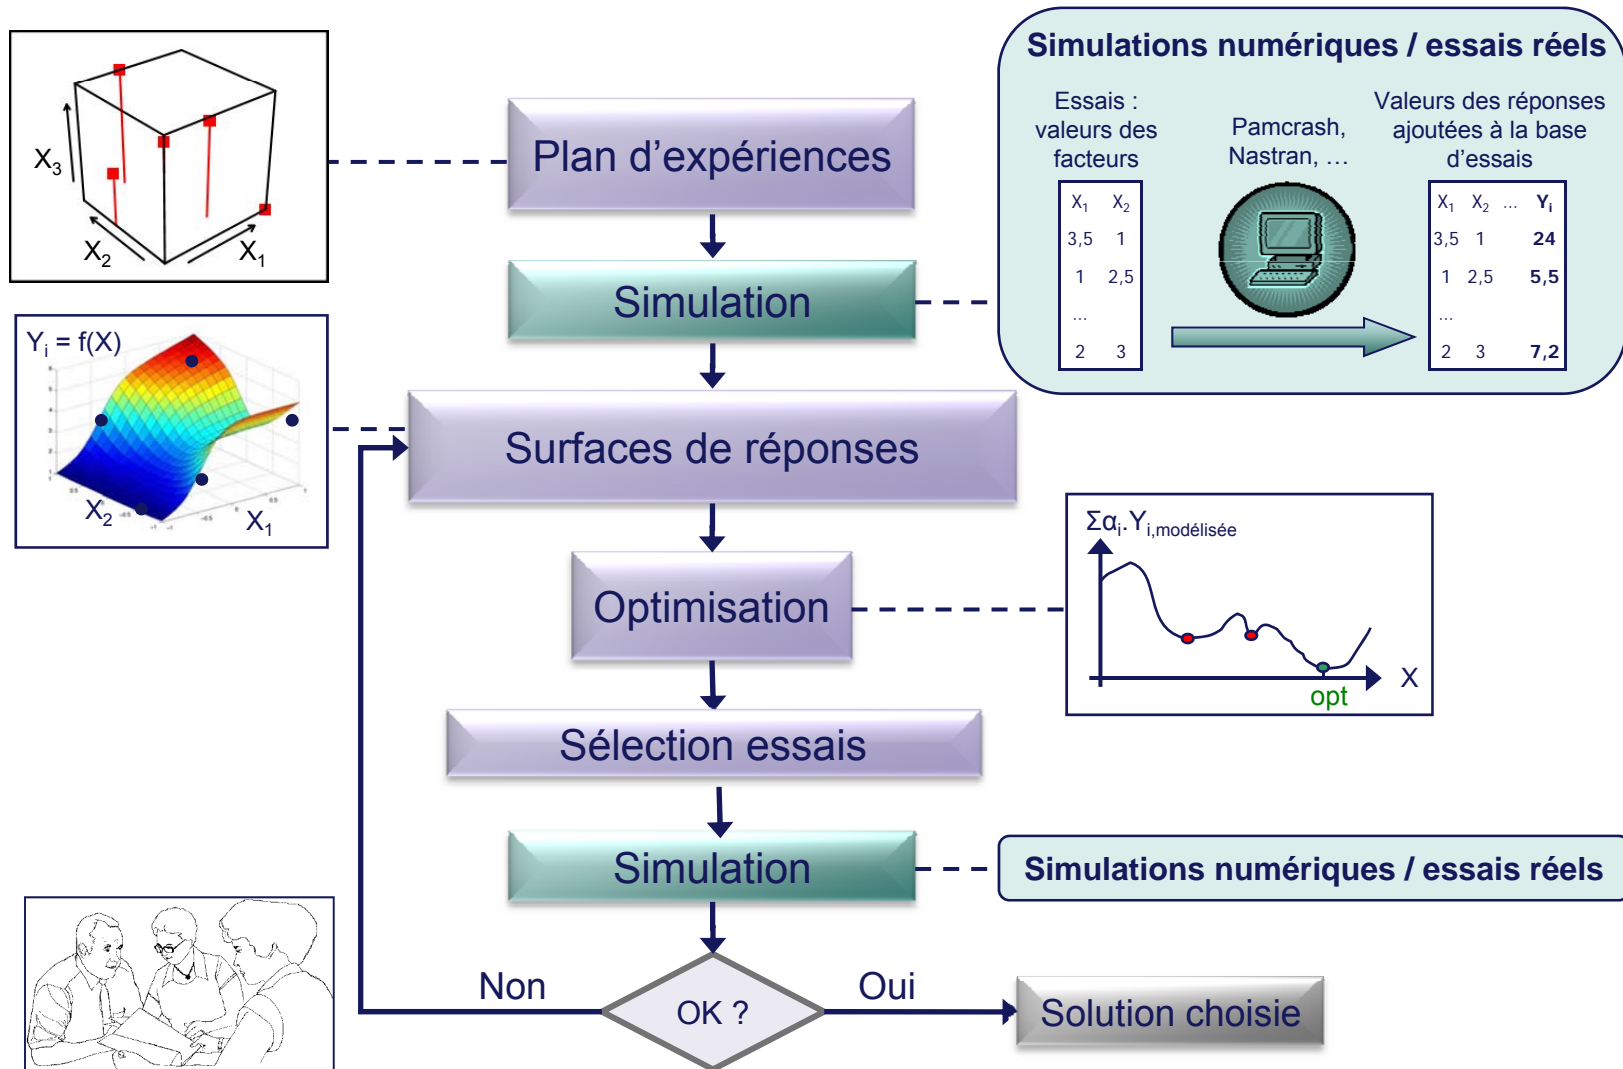 Simulations numériques / essais réels
Essais :
valeurs des
facteurs
Pamcrash,
Nastran, …
Valeurs des réponses
ajoutées à la base
d'essais
X1 X2
3,5 1
1 2,5
...
2 3
X1 X2 ... Yi
3,5 1 24
1 2,5 5,5
...
2 3 7,2
X3
X2
X1
Plan d'expériences
Simulation
Yi = f(X)
X2
X1
Surfaces de réponses
Σαi.Yi,modélisée
X
opt
Optimisation
Sélection essais
Simulation
Simulations numériques / essais réels
Non
OK ?
Oui
Solution choisie